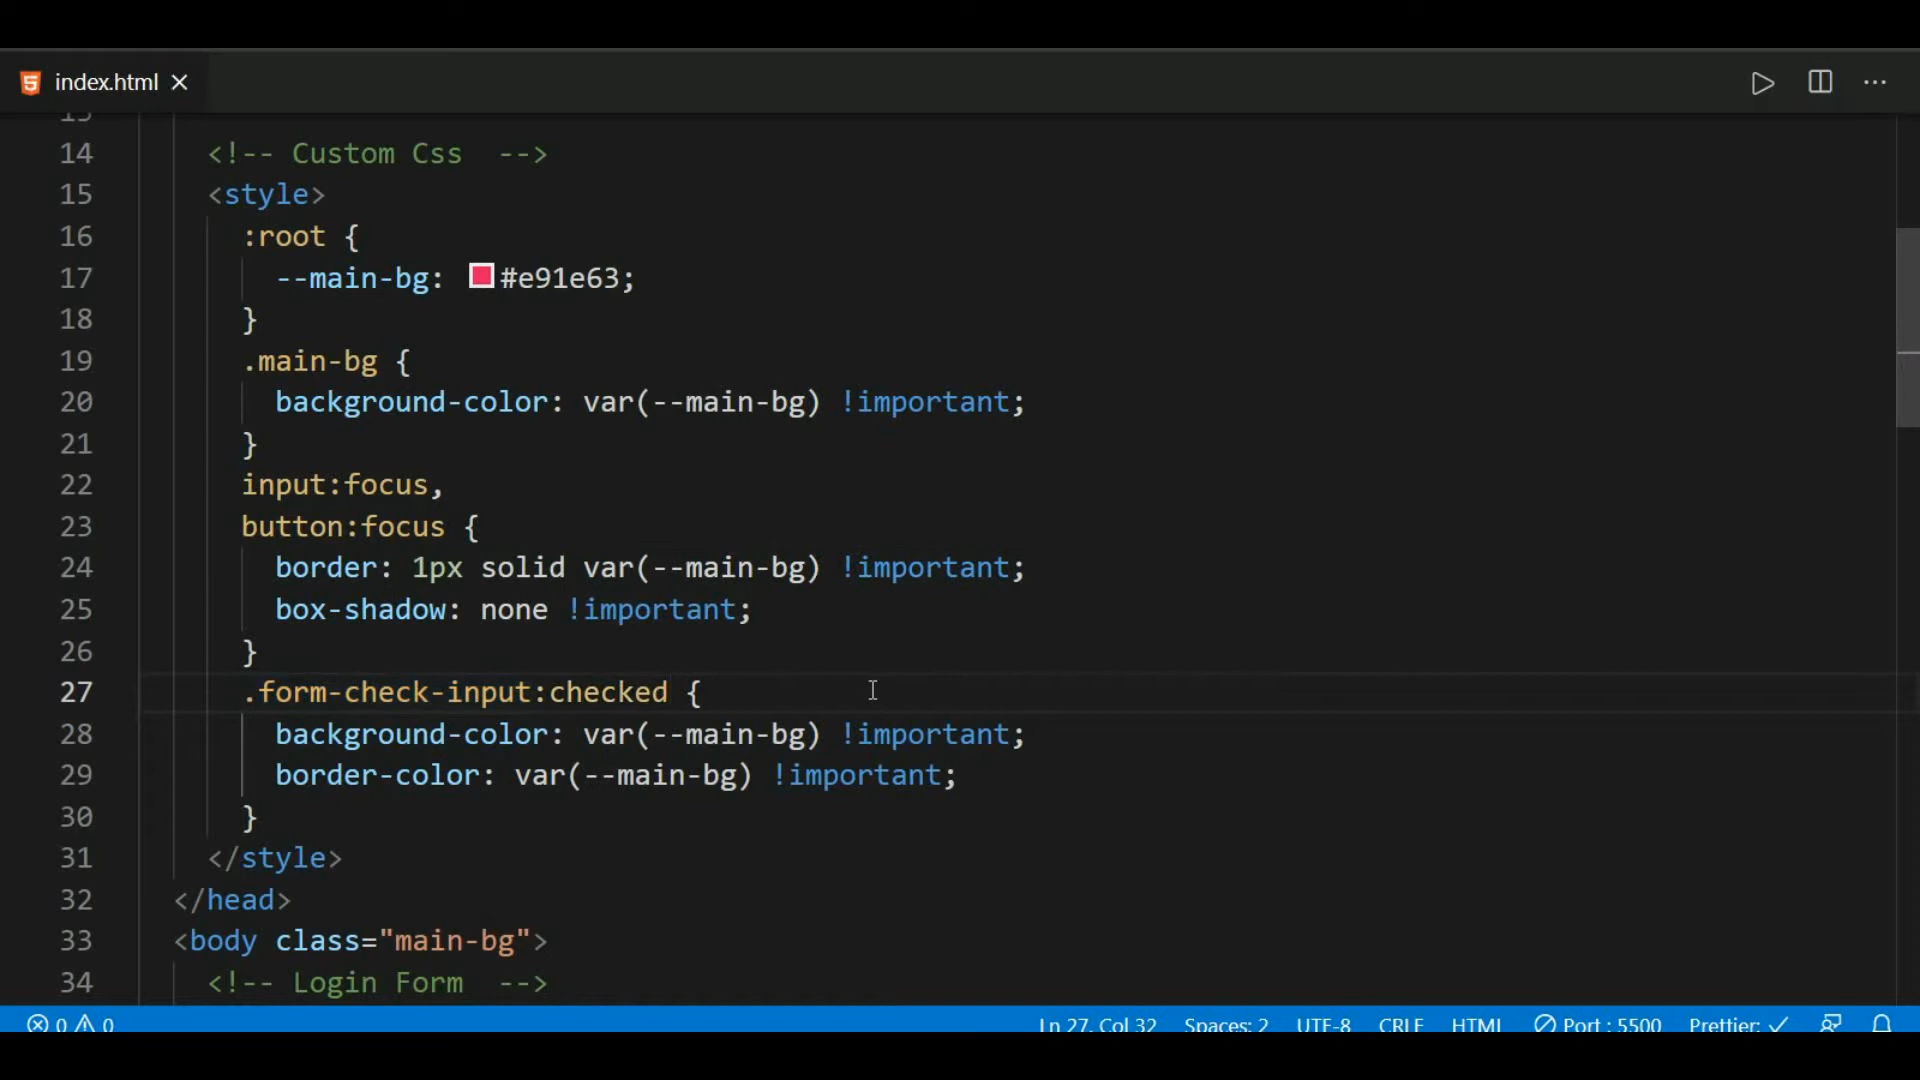 index.html
13
14 <!-- Custom Css  -->
15 <style>
16 :root {
17 --main-bg: #e91e63;
18 }
19 .main-bg {
20 background-color: var(--main-bg) !important;
21 }
22 input:focus,
23 button:focus {
24 border: 1px solid var(--main-bg) !important;
25 box-shadow: none !important;
26 }
27 .form-check-input:checked {
28 background-color: var(--main-bg) !important;
29 border-color: var(--main-bg) !important;
30 }
31 </style>
32 </head>
33 <body class="main-bg">
34 <!-- Login Form  -->
0 0 Ln 27, Col 32 Spaces: 2 UTF-8 CRLF HTML Port : 5500 Prettier: ✓